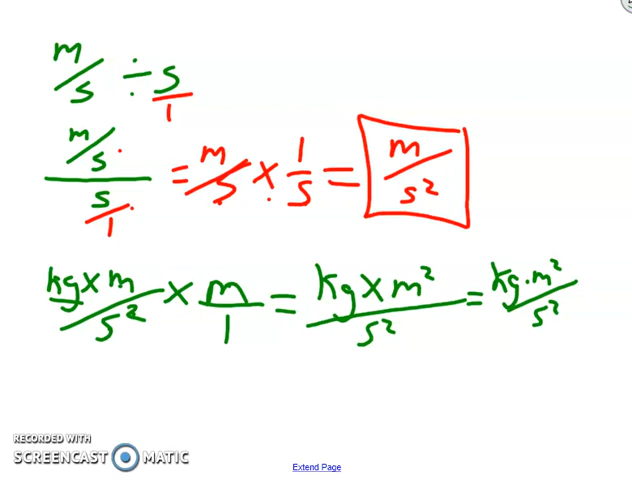 m/s ÷ s/1
(m/s)/(s/1) = m/s × 1/s = m/s²
kg × m/s² × m/1 = kg × m²/s² = kg·m²/s²
RECORDED WITH
SCREENCAST MATIC
Extend Page